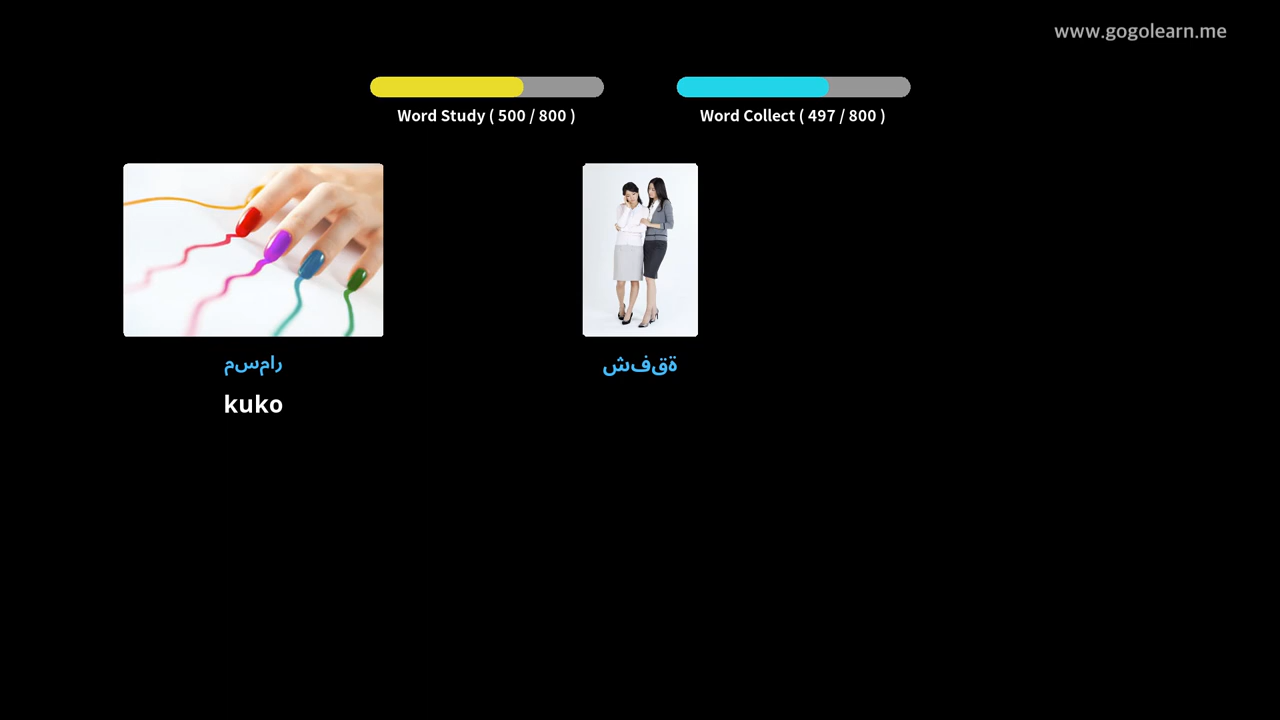 www.gogolearn.me
Word Study ( 500 / 800 )
Word Collect ( 497 / 800 )
رامسم
kuko
ةقفش